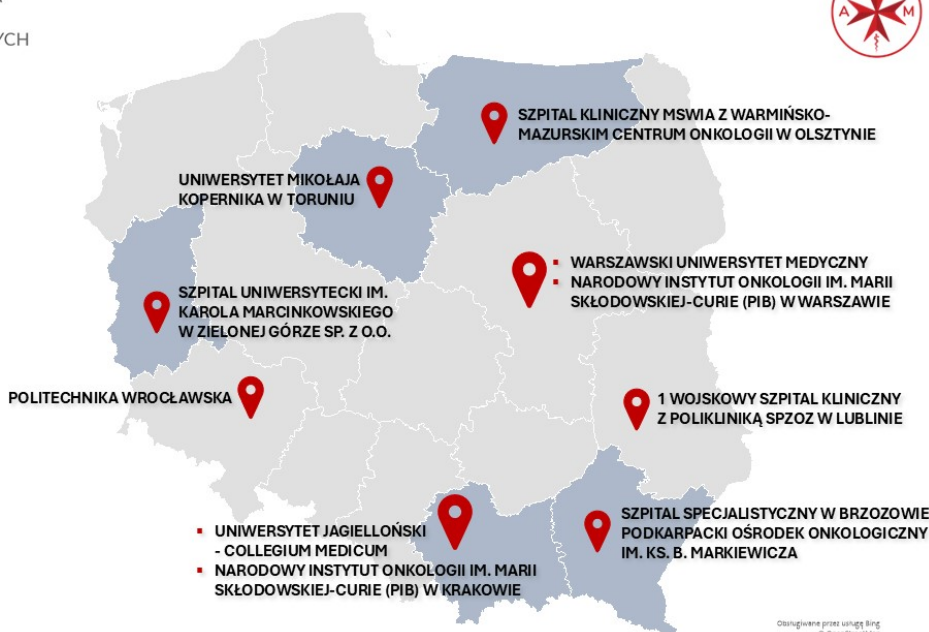 YCH
A M
SZPITAL KLINICZNY MSWIA Z WARMIŃSKO-
MAZURSKIM CENTRUM ONKOLOGII W OLSZTYNIE
UNIWERSYTET MIKOŁAJA
KOPERNIKA W TORUNIU
▪ WARSZAWSKI UNIWERSYTET MEDYCZNY
▪ NARODOWY INSTYTUT ONKOLOGII IM. MARII
SKŁODOWSKIEJ-CURIE (PIB) W WARSZAWIE
SZPITAL UNIWERSYTECKI IM.
KAROLA MARCINKOWSKIEGO
W ZIELONEJ GÓRZE SP. Z O.O.
POLITECHNIKA WROCŁAWSKA
1 WOJSKOWY SZPITAL KLINICZNY
Z POLIKLINIKĄ SPZOZ W LUBLINIE
SZPITAL SPECJALISTYCZNY W BRZOZOWIE
PODKARPACKI OŚRODEK ONKOLOGICZNY
IM. KS. B. MARKIEWICZA
▪ UNIWERSYTET JAGIELLOŃSKI
- COLLEGIUM MEDICUM
▪ NARODOWY INSTYTUT ONKOLOGII IM. MARII
SKŁODOWSKIEJ-CURIE (PIB) W KRAKOWIE
Obsługiwane przez usługę Bing